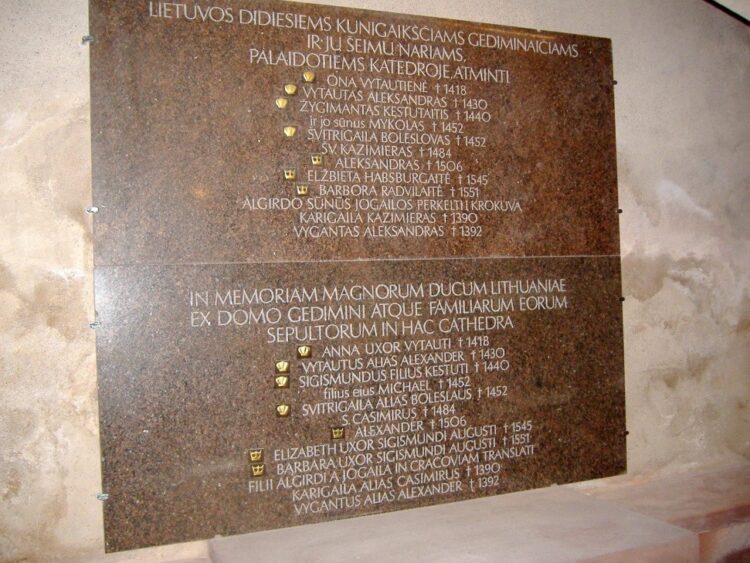 LIETUVOS DIDIESIEMS KUNIGAIKŠČIAMS GEDIMINAIČIAMS
IR JŲ ŠEIMŲ NARIAMS,
PALAIDOTIEMS KATEDROJE, ATMINTI
ONA VYTAUTIENĖ † 1418
VYTAUTAS ALEKSANDRAS † 1430
ŽYGIMANTAS KĘSTUTAITIS † 1440
ir jo sūnus MYKOLAS † 1452
ŠVITRIGAILA BOLESLOVAS † 1452
ŠV. KAZIMIERAS † 1484
ALEKSANDRAS † 1506
ELŽBIETA HABSBURGAITĖ † 1545
BARBORA RADVILAITĖ † 1551
ALGIRDO SŪNŪS JOGAILOS PERKELTI Į KROKUVĄ
KARIGAILA KAZIMIERAS † 1390
VYGANTAS ALEKSANDRAS † 1392
IN MEMORIAM MAGNORUM DUCUM LITHUANIAE
EX DOMO GEDIMINI ATQUE FAMILIARUM EORUM
SEPULTORUM IN HAC CATHEDRA
ANNA UXOR VYTAUTI † 1418
VYTAUTUS ALIAS ALEXANDER † 1430
SIGISMUNDUS FILIUS KESTUTI † 1440
filius eius MICHAEL † 1452
SVITRIGAILA ALIAS BOLESLAUS † 1452
S. CASIMIRUS † 1484
ALEXANDER † 1506
ELIZABETH UXOR SIGISMUNDI AUGUSTI † 1545
BARBARA UXOR SIGISMUNDI AUGUSTI † 1551
FILII ALGIRDI A JOGAILA IN CRACOVIAM TRANSLATI
KARIGAILA ALIAS CASIMIRUS † 1390
VYGANTUS ALIAS ALEXANDER † 1392